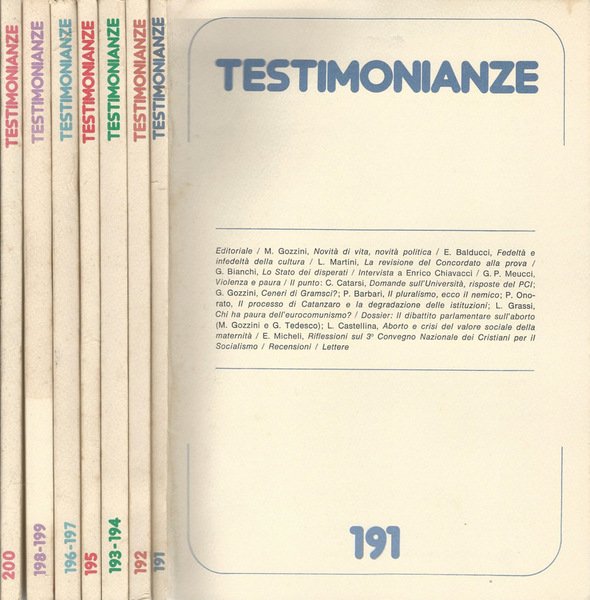 TESTIMONIANZE
200
TESTIMONIANZE
198-199
TESTIMONIANZE
196-197
TESTIMONIANZE
195
TESTIMONIANZE
193-194
TESTIMONIANZE
192
TESTIMONIANZE
191
TESTIMONIANZE
Editoriale / M. Gozzini, Novità di vita, novità politica / E. Balducci, Fedeltà e
infedeltà della cultura / L. Martini, La revisione del Concordato alla prova /
G. Bianchi, Lo Stato dei disperati / Intervista a Enrico Chiavacci / G. P. Meucci,
Violenza e paura / Il punto: C. Catarsi, Domande sull'Università, risposte del PCI;
G. Gozzini, Ceneri di Gramsci?; P. Barbari, Il pluralismo, ecco il nemico; P. Ono-
rato, Il processo di Catanzaro e la degradazione delle istituzioni; L. Grassi,
Chi ha paura dell'eurocomunismo? / Dossier: Il dibattito parlamentare sull'aborto
(M. Gozzini e G. Tedesco); L. Castellina, Aborto e crisi del valore sociale della
maternità / E. Micheli, Riflessioni sul 3º Convegno Nazionale dei Cristiani per il
Socialismo / Recensioni / Lettere
191